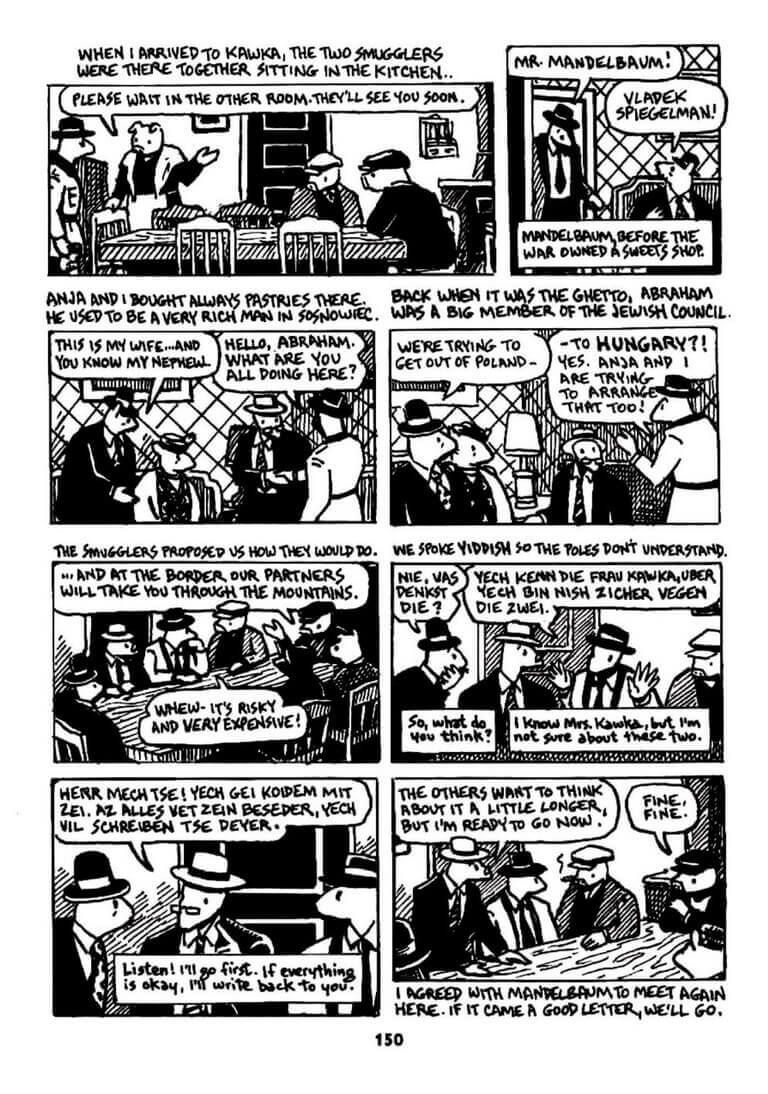 WHEN I ARRIVED TO KAWKA, THE TWO SMUGGLERS
WERE THERE TOGETHER SITTING IN THE KITCHEN..
PLEASE WAIT IN THE OTHER ROOM. THEY'LL SEE YOU SOON.
MR. MANDELBAUM!
VLADEK
SPIEGELMAN!
MANDELBAUM, BEFORE THE
WAR OWNED A SWEETS SHOP.
ANJA AND I BOUGHT ALWAYS PASTRIES THERE.
HE USED TO BE A VERY RICH MAN IN SOSNOWIEC.
THIS IS MY WIFE...AND
YOU KNOW MY NEPHEW.
HELLO, ABRAHAM.
WHAT ARE YOU
ALL DOING HERE?
BACK WHEN IT WAS THE GHETTO, ABRAHAM
WAS A BIG MEMBER OF THE JEWISH COUNCIL.
WE'RE TRYING TO
GET OUT OF POLAND-
-TO HUNGARY?!
YES. ANJA AND I
ARE TRYING
TO ARRANGE
THAT TOO!
THE SMUGGLERS PROPOSED US HOW THEY WOULD DO.
...AND AT THE BORDER OUR PARTNERS
WILL TAKE YOU THROUGH THE MOUNTAINS.
WHEW- IT'S RISKY
AND VERY EXPENSIVE!
WE SPOKE YIDDISH SO THE POLES DON'T UNDERSTAND.
NIE, VAS
DENKST
DIE?
YECH KENN DIE FRAU KAWKA, UBER
YECH BIN NISH ZICHER VEGEN
DIE ZWEI.
So, what do
you think?
I know Mrs. Kawka, but I'm
not sure about these two.
HERR MECH TSE! YECH GEI KOIDEM MIT
ZEI. AZ ALLES VET ZEIN BESEDER, YECH
VIL SCHREIBEN TSE DEYER.
Listen! I'll go first. If everything
is okay, I'll write back to you.
THE OTHERS WANT TO THINK
ABOUT IT A LITTLE LONGER,
BUT I'M READY TO GO NOW.
FINE,
FINE.
I AGREED WITH MANDELBAUM TO MEET AGAIN
HERE. IF IT CAME A GOOD LETTER, WE'LL GO.
150